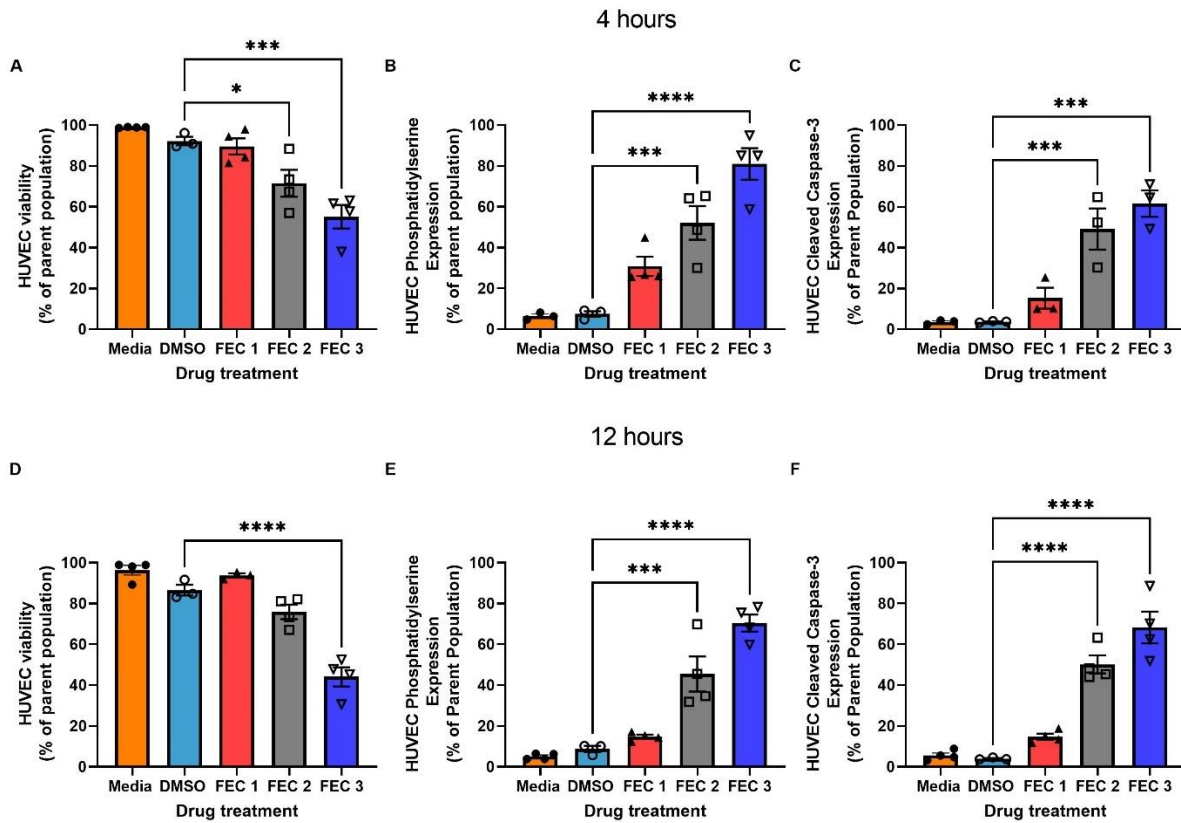 4 hours
A
***
*
HUVEC viability
(% of parent population)
100
80
60
40
20
0
Media DMSO FEC 1 FEC 2 FEC 3
Drug treatment
B
****
***
HUVEC Phosphatidylserine
Expression
(% of parent population)
100
80
60
40
20
0
Media DMSO FEC 1 FEC 2 FEC 3
Drug treatment
C
***
***
HUVEC Cleaved Caspase-3
Expression
(% of Parent Population)
100
80
60
40
20
0
Media DMSO FEC 1 FEC 2 FEC 3
Drug treatment
12 hours
D
****
HUVEC viability
(% of parent population)
100
80
60
40
20
0
Media DMSO FEC 1 FEC 2 FEC 3
Drug treatment
E
****
***
HUVEC Phosphatidylserine
Expression
(% of Parent Population)
100
80
60
40
20
0
Media DMSO FEC 1 FEC 2 FEC 3
Drug treatment
F
****
****
HUVEC Cleaved Caspase-3
Expression
(% of Parent Population)
100
80
60
40
20
0
Media DMSO FEC 1 FEC 2 FEC 3
Drug treatment